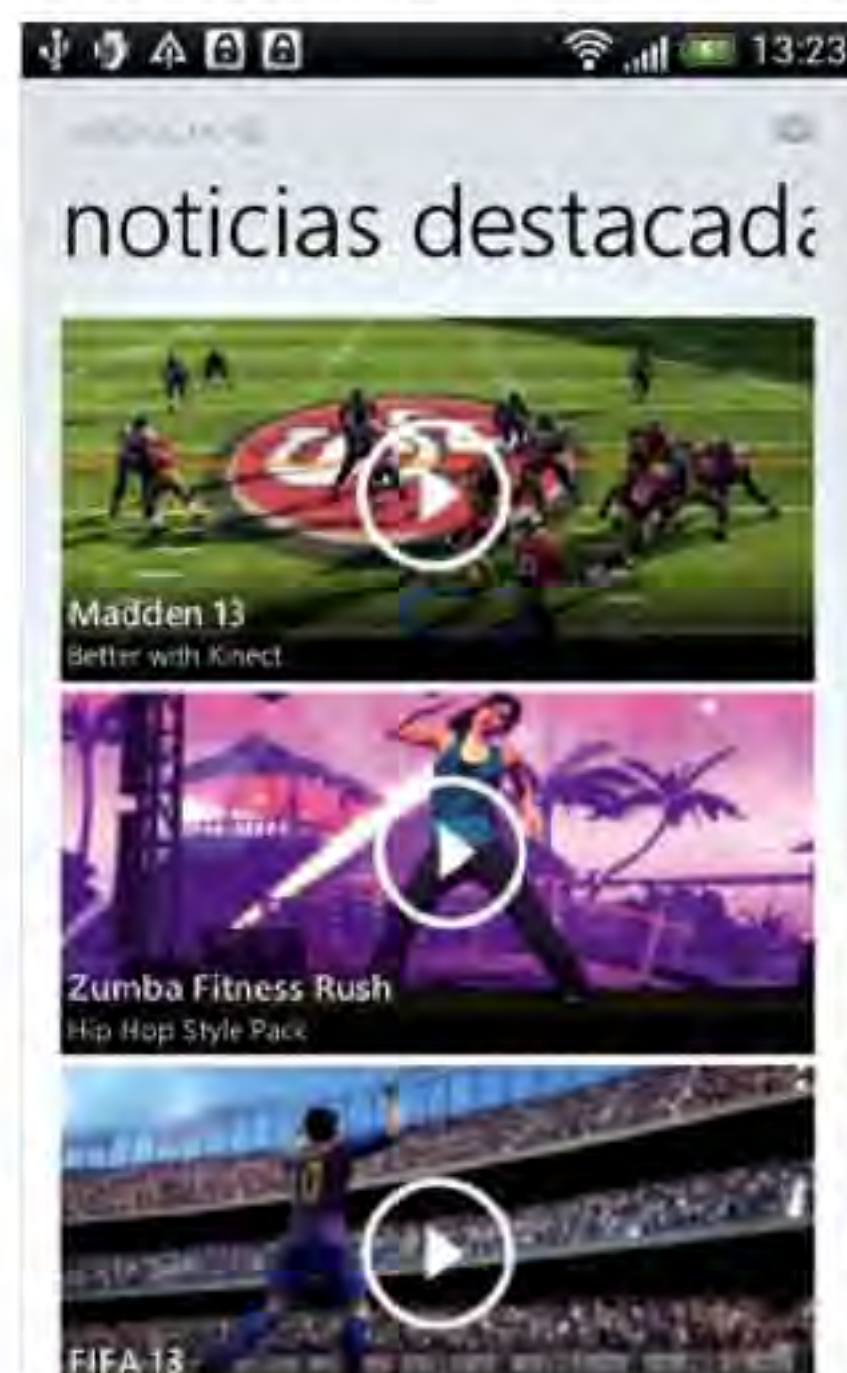 13:23
noticias destacada
Madden 13
Better with Kinect
Zumba Fitness Rush
Hip Hop Style Pack
FIFA 13